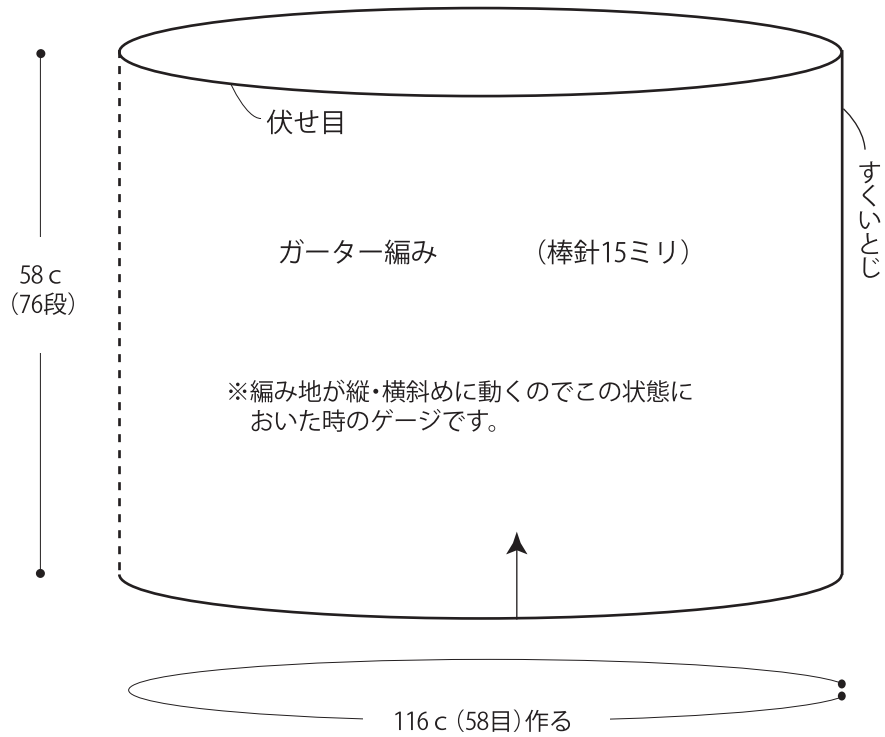 伏せ目
すくいとじ
ガーター編み （棒針15ミリ）
58ｃ
（76段）
※編み地が縦・横斜めに動くのでこの状態に
おいた時のゲージです。
116ｃ（58目）作る